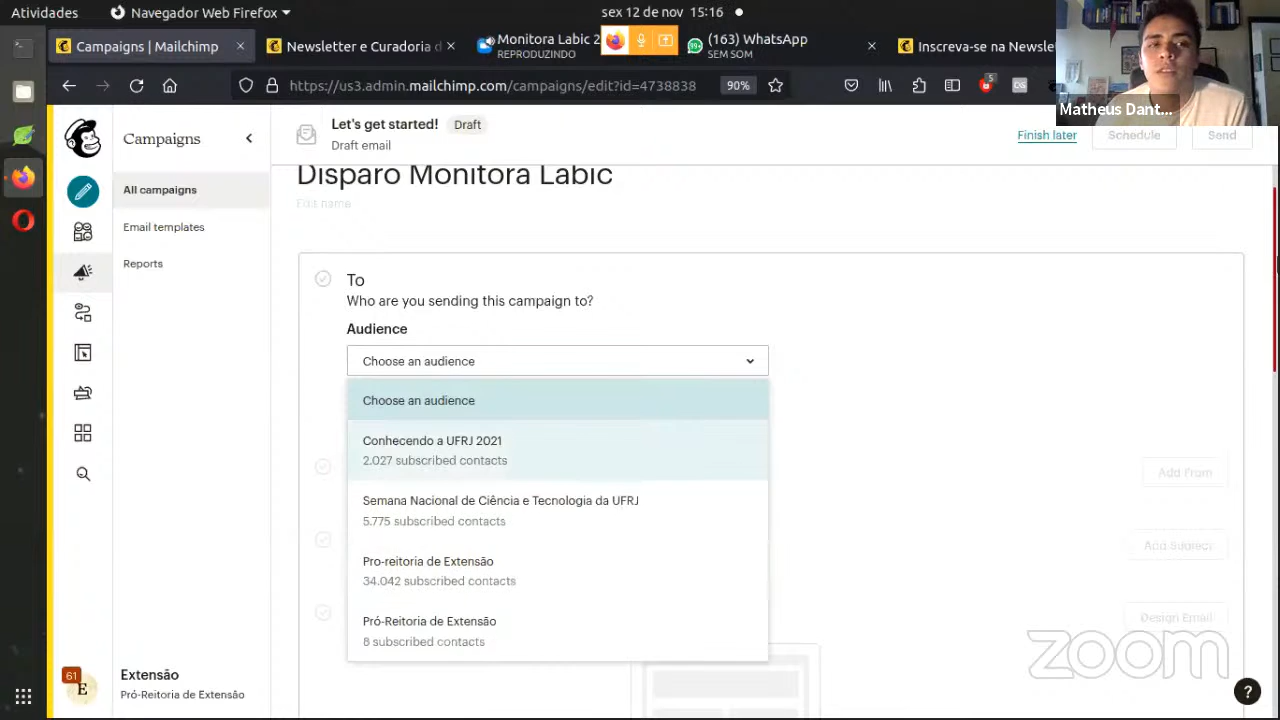 Atividades
Navegador Web Firefox
sex 12 de nov 15:16
Campaigns | Mailchimp
Newsletter e Curadoria d
Monitora Labic 2
REPRODUZINDO
99+
(163) WhatsApp
SEM SOM
Inscreva-se na Newsle
https://us3.admin.mailchimp.com/campaigns/edit?id=4738838
90%
5
Matheus Dant...
Campaigns
Let's get started!
Draft
Draft email
Finish later
Schedule
Send
All campaigns
Email templates
Reports
Disparo Monitora Labic
Edit name
To
Who are you sending this campaign to?
Audience
Choose an audience
Choose an audience
Conhecendo a UFRJ 2021
2.027 subscribed contacts
Semana Nacional de Ciência e Tecnologia da UFRJ
5.775 subscribed contacts
Pro-reitoria de Extensão
34.042 subscribed contacts
Pró-Reitoria de Extensão
8 subscribed contacts
Add From
Add Subject
Design Email
zoom
61
E
Extensão
Pró-Reitoria de Extensão
?